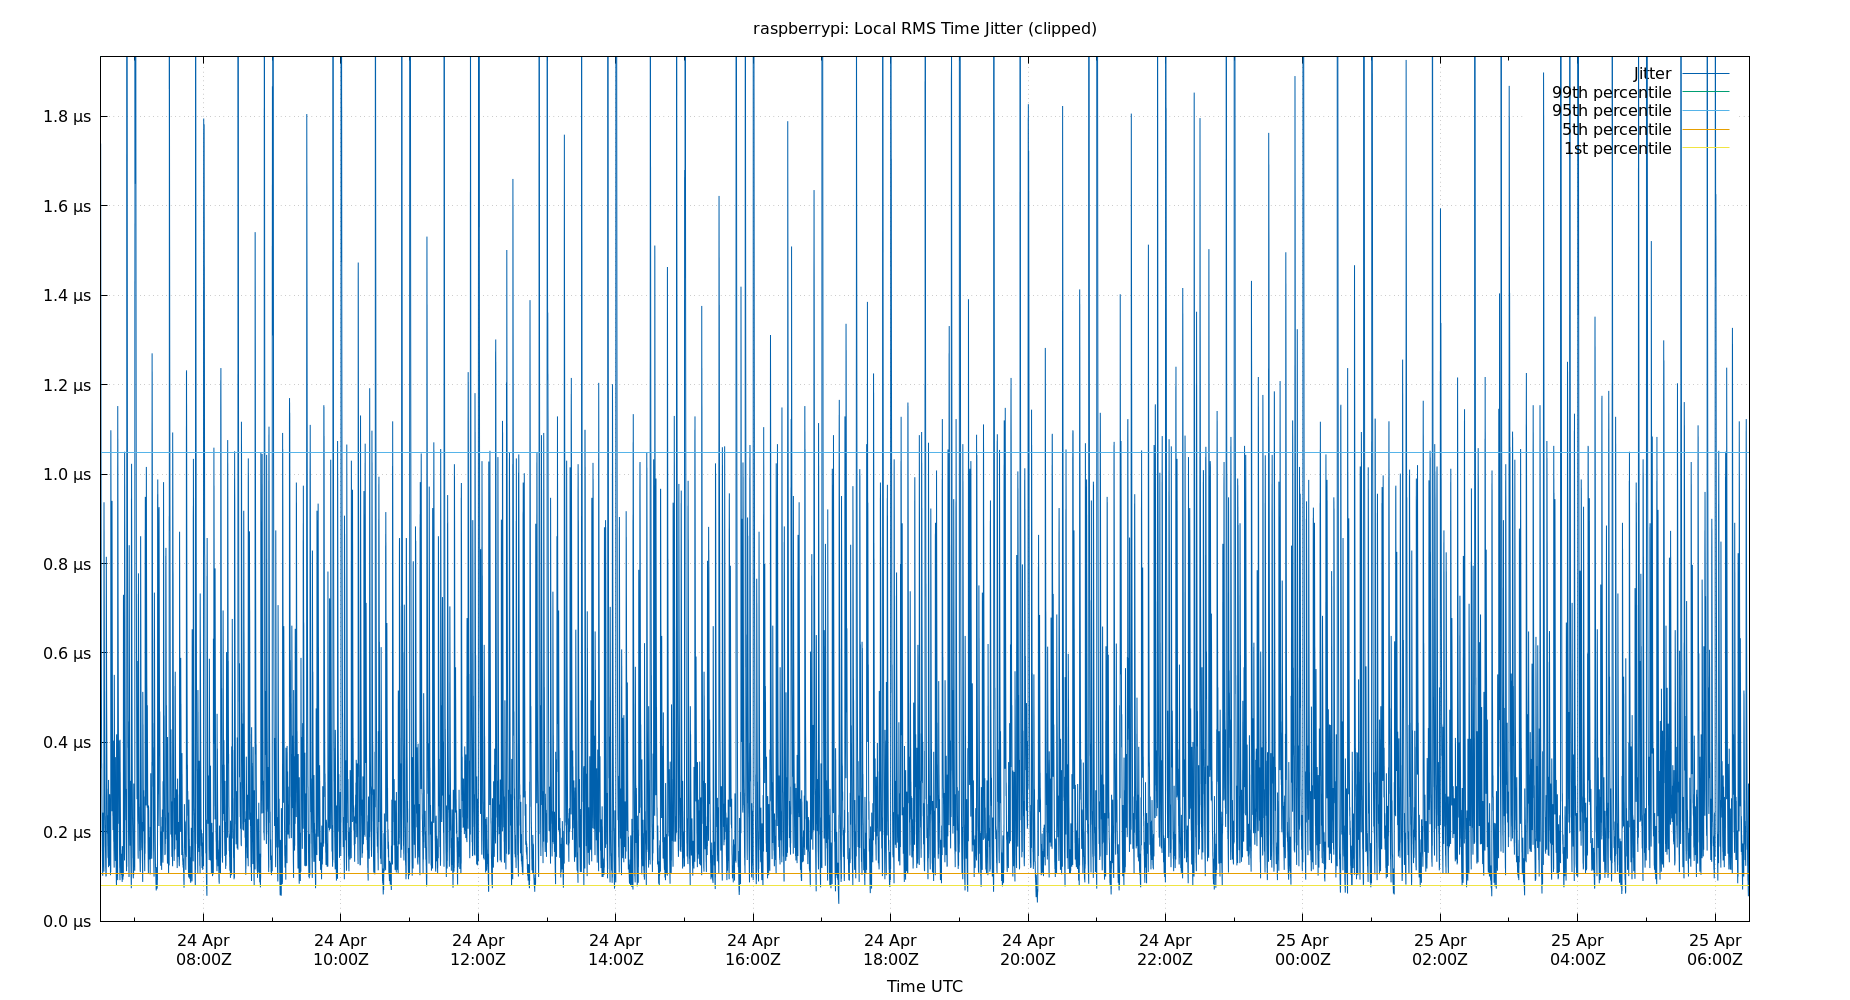 raspberrypi: Local RMS Time Jitter (clipped)
Jitter
99th percentile
95th percentile
5th percentile
1st percentile
1.8 µs
1.6 µs
1.4 µs
1.2 µs
1.0 µs
0.8 µs
0.6 µs
0.4 µs
0.2 µs
0.0 µs
24 Apr 24 Apr 24 Apr 24 Apr 24 Apr 24 Apr 24 Apr 24 Apr 25 Apr 25 Apr 25 Apr 25 Apr
08:00Z 10:00Z 12:00Z 14:00Z 16:00Z 18:00Z 20:00Z 22:00Z 00:00Z 02:00Z 04:00Z 06:00Z
Time UTC